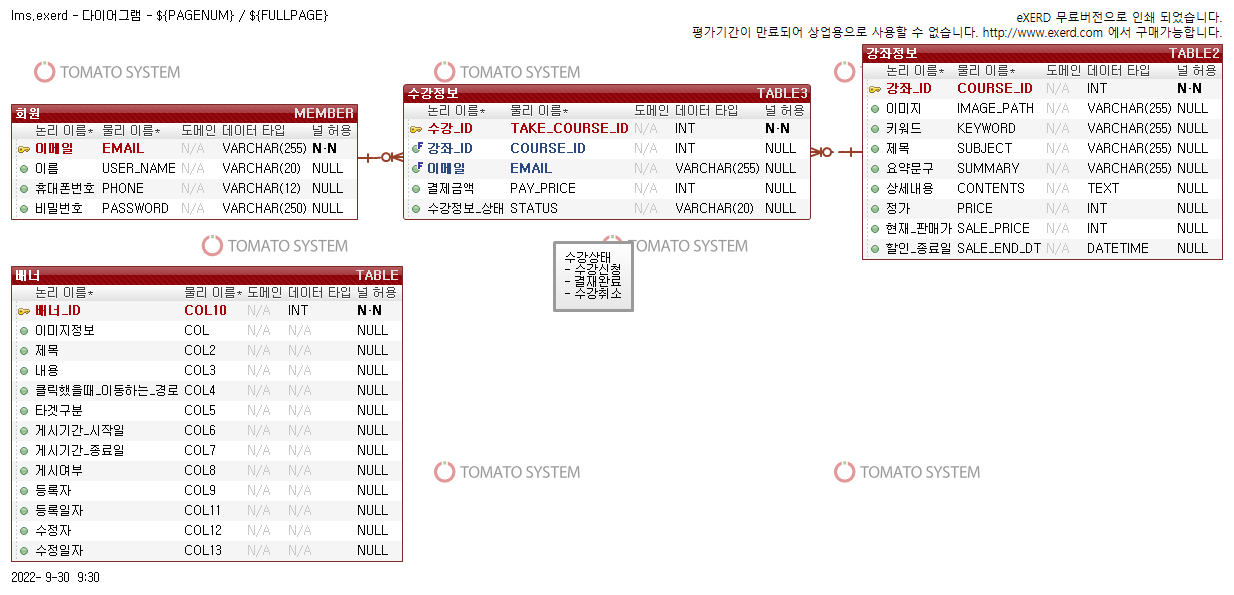 lms.exerd - 다이어그램 - ${PAGENUM} / ${FULLPAGE}
eXERD 무료버전으로 인쇄 되었습니다.
평가기간이 만료되어 상업용으로 사용할 수 없습니다. http://www.exerd.com 에서 구매가능합니다.
TOMATO SYSTEM
TOMATO SYSTEM
회원 MEMBER
논리 이름* 물리 이름* 도메인 데이터 타입 널 허용
이메일 EMAIL N/A VARCHAR(255) N-N
이름 USER_NAME N/A VARCHAR(20) NULL
휴대폰번호 PHONE N/A VARCHAR(12) NULL
비밀번호 PASSWORD N/A VARCHAR(250) NULL
수강정보 TABLE3
논리 이름* 물리 이름* 도메인 데이터 타입 널 허용
수강_ID TAKE_COURSE_ID N/A INT N-N
F 강좌_ID COURSE_ID N/A INT NULL
F 이메일 EMAIL N/A VARCHAR(255) NULL
결제금액 PAY_PRICE N/A INT NULL
수강정보_상태 STATUS N/A VARCHAR(20) NULL
강좌정보 TABLE2
논리 이름* 물리 이름* 도메인 데이터 타입 널 허용
강좌_ID COURSE_ID N/A INT N-N
이미지 IMAGE_PATH N/A VARCHAR(255) NULL
키워드 KEYWORD N/A VARCHAR(255) NULL
제목 SUBJECT N/A VARCHAR(255) NULL
요약문구 SUMMARY N/A VARCHAR(255) NULL
상세내용 CONTENTS N/A TEXT NULL
정가 PRICE N/A INT NULL
현재_판매가 SALE_PRICE N/A INT NULL
할인_종료일 SALE_END_DT N/A DATETIME NULL
TOMATO SYSTEM
TOMATO SYSTEM
수강상태
- 수강신청
- 결재완료
- 수강취소
배너 TABLE
논리 이름* 물리 이름* 도메인 데이터 타입 널 허용
배너_ID COL10 N/A INT N-N
이미지정보 COL N/A N/A NULL
제목 COL2 N/A N/A NULL
내용 COL3 N/A N/A NULL
클릭했을때_이동하는_경로 COL4 N/A N/A NULL
타겟구분 COL5 N/A N/A NULL
게시기간_시작일 COL6 N/A N/A NULL
게시기간_종료일 COL7 N/A N/A NULL
게시여부 COL8 N/A N/A NULL
등록자 COL9 N/A N/A NULL
등록일자 COL11 N/A N/A NULL
수정자 COL12 N/A N/A NULL
수정일자 COL13 N/A N/A NULL
TOMATO SYSTEM
TOMATO SYSTEM
2022- 9-30 9:30